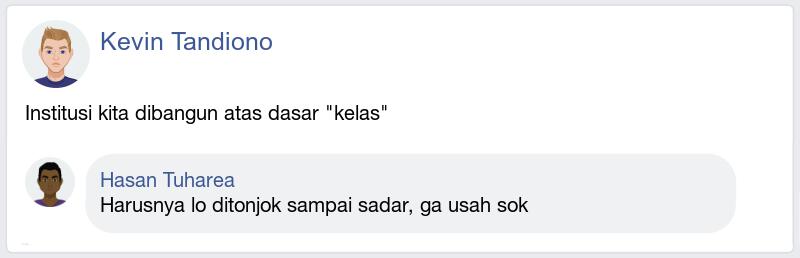 Kevin Tandiono
Institusi kita dibangun atas dasar "kelas"
Hasan Tuharea
Harusnya lo ditonjok sampai sadar, ga usah sok